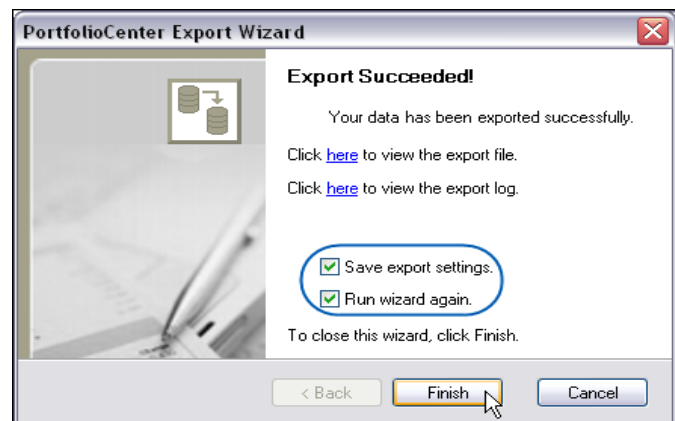 PortfolioCenter Export Wizard
Export Succeeded!
Your data has been exported successfully.
Click here to view the export file.
Click here to view the export log.
Save export settings.
Run wizard again.
To close this wizard, click Finish.
< Back
Finish
Cancel